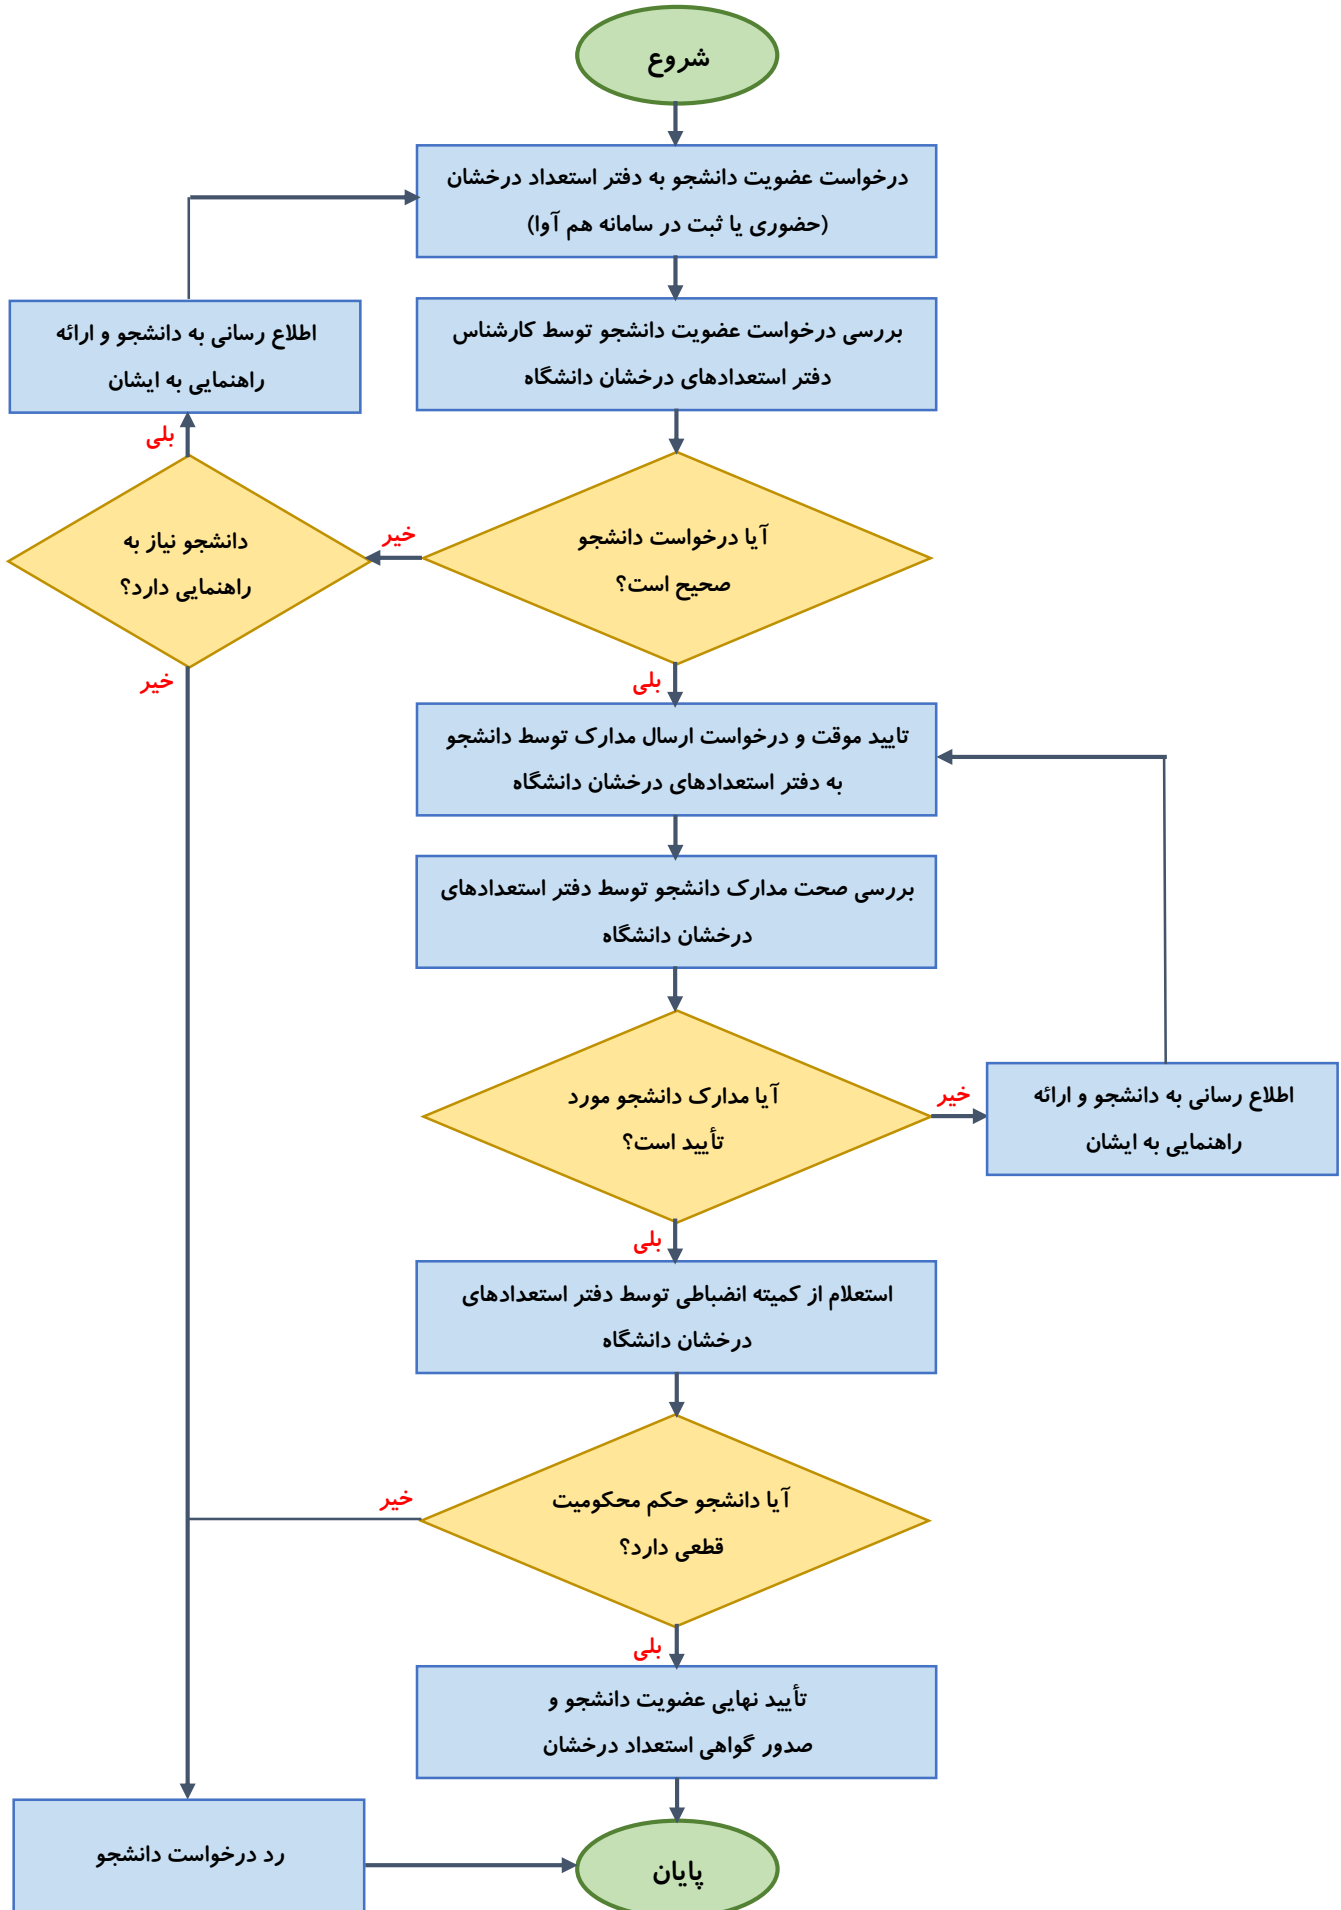 شروع
درخواست عضویت دانشجو به دفتر استعداد درخشان
(حضوری یا ثبت در سامانه هم آوا)
اطلاع رسانی به دانشجو و ارائه
راهنمایی به ایشان
بررسی درخواست عضویت دانشجو توسط کارشناس
دفتر استعدادهای درخشان دانشگاه
بلی
آیا درخواست دانشجو
صحیح است؟
خیر
دانشجو نیاز به
راهنمایی دارد؟
خیر
بلی
تایید موقت و درخواست ارسال مدارک توسط دانشجو
به دفتر استعدادهای درخشان دانشگاه
بررسی صحت مدارک دانشجو توسط دفتر استعدادهای
درخشان دانشگاه
آیا مدارک دانشجو مورد
تأیید است؟
خیر
اطلاع رسانی به دانشجو و ارائه
راهنمایی به ایشان
بلی
استعلام از کمیته انضباطی توسط دفتر استعدادهای
درخشان دانشگاه
آیا دانشجو حکم محکومیت
قطعی دارد؟
خیر
بلی
تأیید نهایی عضویت دانشجو و
صدور گواهی استعداد درخشان
رد درخواست دانشجو
پایان